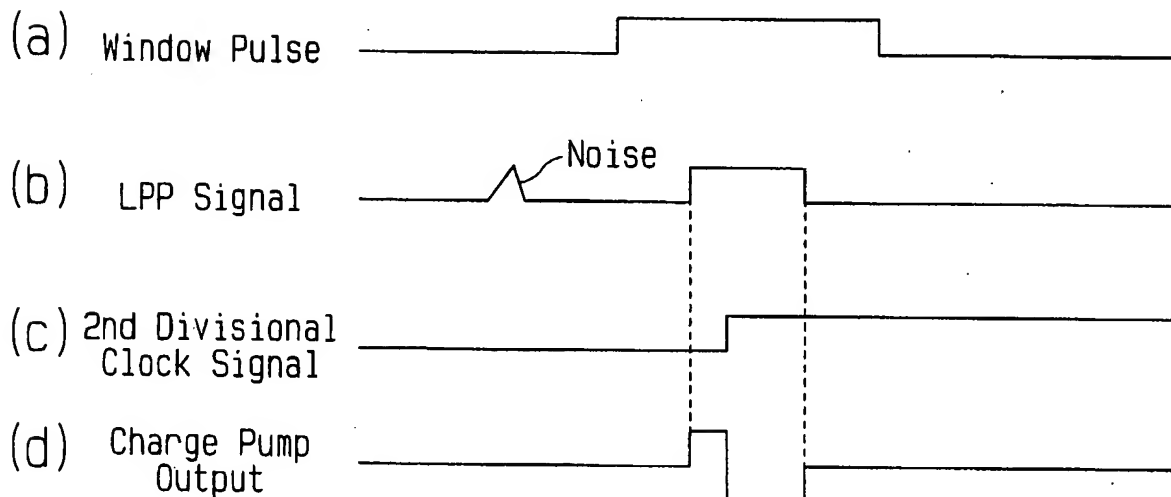 (a) Window Pulse
Noise
(b) LPP Signal
(c) 2nd Divisional
Clock Signal
(d) Charge Pump
Output